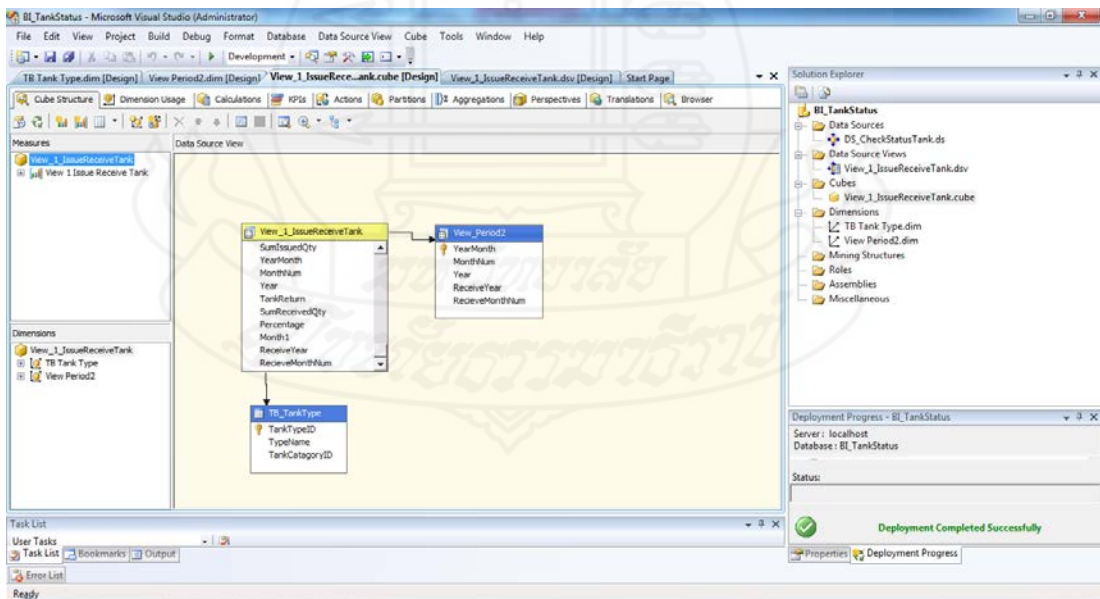 BI_TankStatus - Microsoft Visual Studio (Administrator)
File Edit View Project Build Debug Format Database Data Source View Cube Tools Window Help
Development
TB Tank Type.dim [Design] View Period2.dim [Design] View_1_IssueRece...ank.cube [Design] View_1_IssueReceiveTank.dsv [Design] Start Page
Cube Structure Dimension Usage Calculations KPIs Actions Partitions Aggregations Perspectives Translations Browser
Measures
View_1_IssueReceiveTank
View 1 Issue Receive Tank
Dimensions
View_1_IssueReceiveTank
TB Tank Type
View Period2
Data Source View
View_1_IssueReceiveTank
SumIssuedQty
YearMonth
MonthNum
Year
TankReturn
SumReceivedQty
Percentage
Month1
ReceiveYear
RecieveMonthNum
View_Period2
YearMonth
MonthNum
Year
ReceiveYear
RecieveMonthNum
TB_TankType
TankTypeID
TypeName
TankCatagoryID
Solution Explorer
BI_TankStatus
Data Sources
DS_CheckStatusTank.ds
Data Source Views
View_1_IssueReceiveTank.dsv
Cubes
View_1_IssueReceiveTank.cube
Dimensions
TB Tank Type.dim
View Period2.dim
Mining Structures
Roles
Assemblies
Miscellaneous
Deployment Progress - BI_TankStatus
Server : localhost
Database : BI_TankStatus
Status:
Deployment Completed Successfully
Properties Deployment Progress
Task List
User Tasks
Task List Bookmarks Output
Error List
Ready